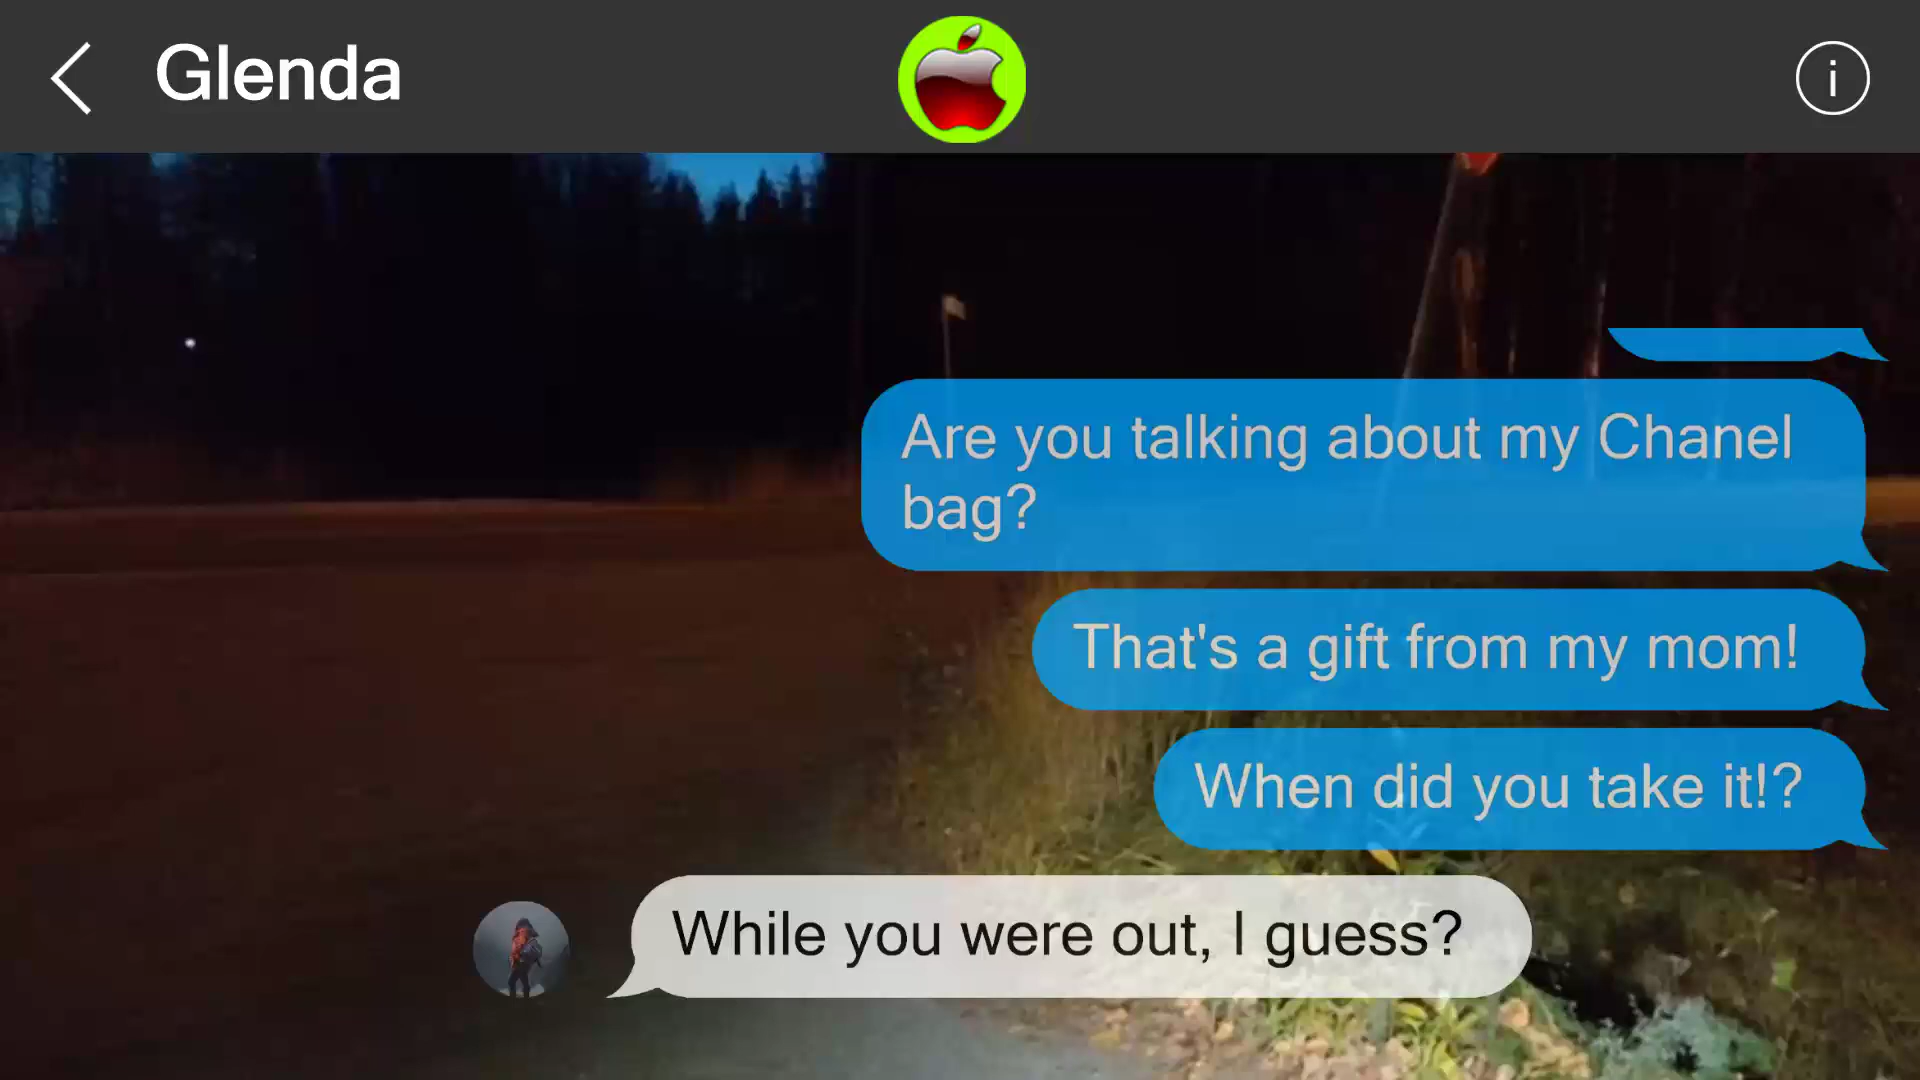 Glenda
Are you talking about my Chanel
bag?
That's a gift from my mom!
When did you take it!?
While you were out, I guess?